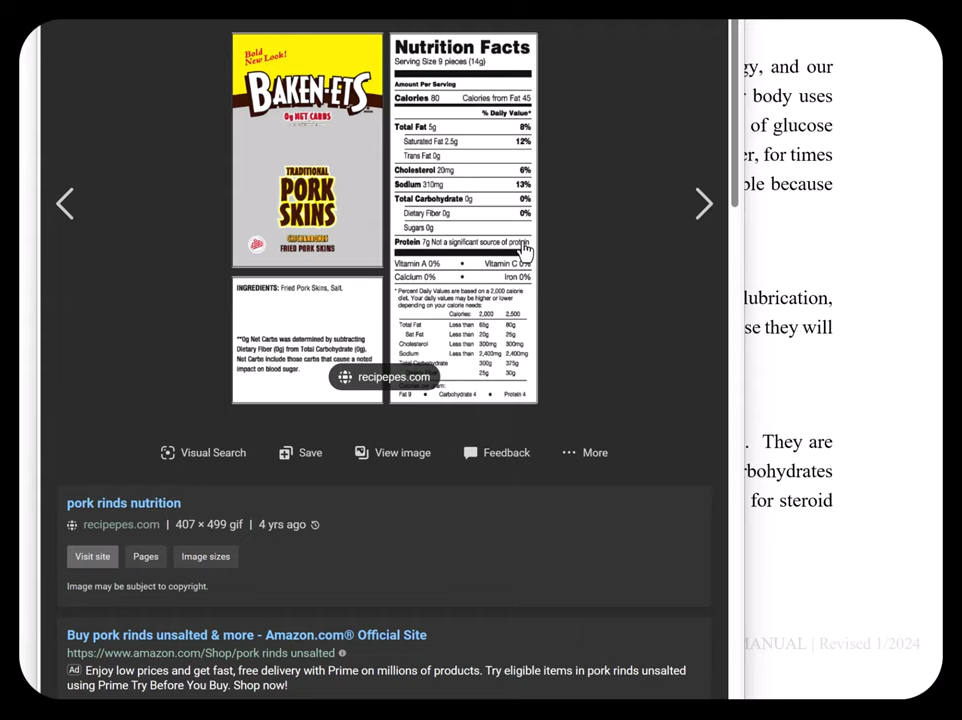 Bold
New Look!
BAKEN-ETS
0g NET CARBS
TRADITIONAL
PORK
SKINS
CHICHARRONES
FRIED PORK SKINS
INGREDIENTS: Fried Pork Skins, Salt.
**0g Net Carbs was determined by subtracting
Dietary Fiber (0g) from Total Carbohydrate (0g).
Net Carbs include those carbs that cause a noted
impact on blood sugar.
Nutrition Facts
Serving Size 9 pieces (14g)
Amount Per Serving
Calories 80 Calories from Fat 45
% Daily Value*
Total Fat 5g 8%
Saturated Fat 2.5g 12%
Trans Fat 0g
Cholesterol 20mg 6%
Sodium 310mg 13%
Total Carbohydrate 0g 0%
Dietary Fiber 0g 0%
Sugars 0g
Protein 7g Not a significant source of protein
Vitamin A 0% • Vitamin C 0%
Calcium 0% • Iron 0%
* Percent Daily Values are based on a 2,000 calorie
diet. Your daily values may be higher or lower
depending on your calorie needs:
Calories: 2,000 2,500
Total Fat Less than 65g 80g
Sat Fat Less than 20g 25g
Cholesterol Less than 300mg 300mg
Sodium Less than 2,400mg 2,400mg
Total Carbohydrate 300g 375g
25g 30g
Fat 9 • Carbohydrate 4 • Protein 4
recipepes.com
Visual Search Save View image Feedback ••• More
pork rinds nutrition
recipepes.com | 407 × 499 gif | 4 yrs ago
Visit site Pages Image sizes
Image may be subject to copyright.
Buy pork rinds unsalted & more - Amazon.com® Official Site
https://www.amazon.com/Shop/pork rinds unsalted
Ad Enjoy low prices and get fast, free delivery with Prime on millions of products. Try eligible items in pork rinds unsalted
using Prime Try Before You Buy. Shop now!
gy, and our
body uses
of glucose
er, for times
ble because
lubrication,
se they will
. They are
rbohydrates
for steroid
MANUAL | Revised 1/2024